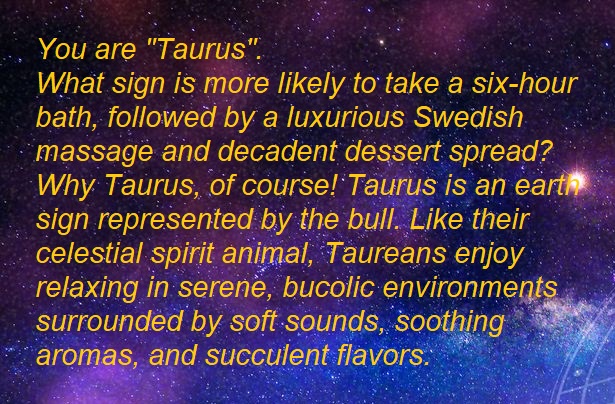 You are "Taurus".
What sign is more likely to take a six-hour
bath, followed by a luxurious Swedish
massage and decadent dessert spread?
Why Taurus, of course! Taurus is an earth
sign represented by the bull. Like their
celestial spirit animal, Taureans enjoy
relaxing in serene, bucolic environments
surrounded by soft sounds, soothing
aromas, and succulent flavors.